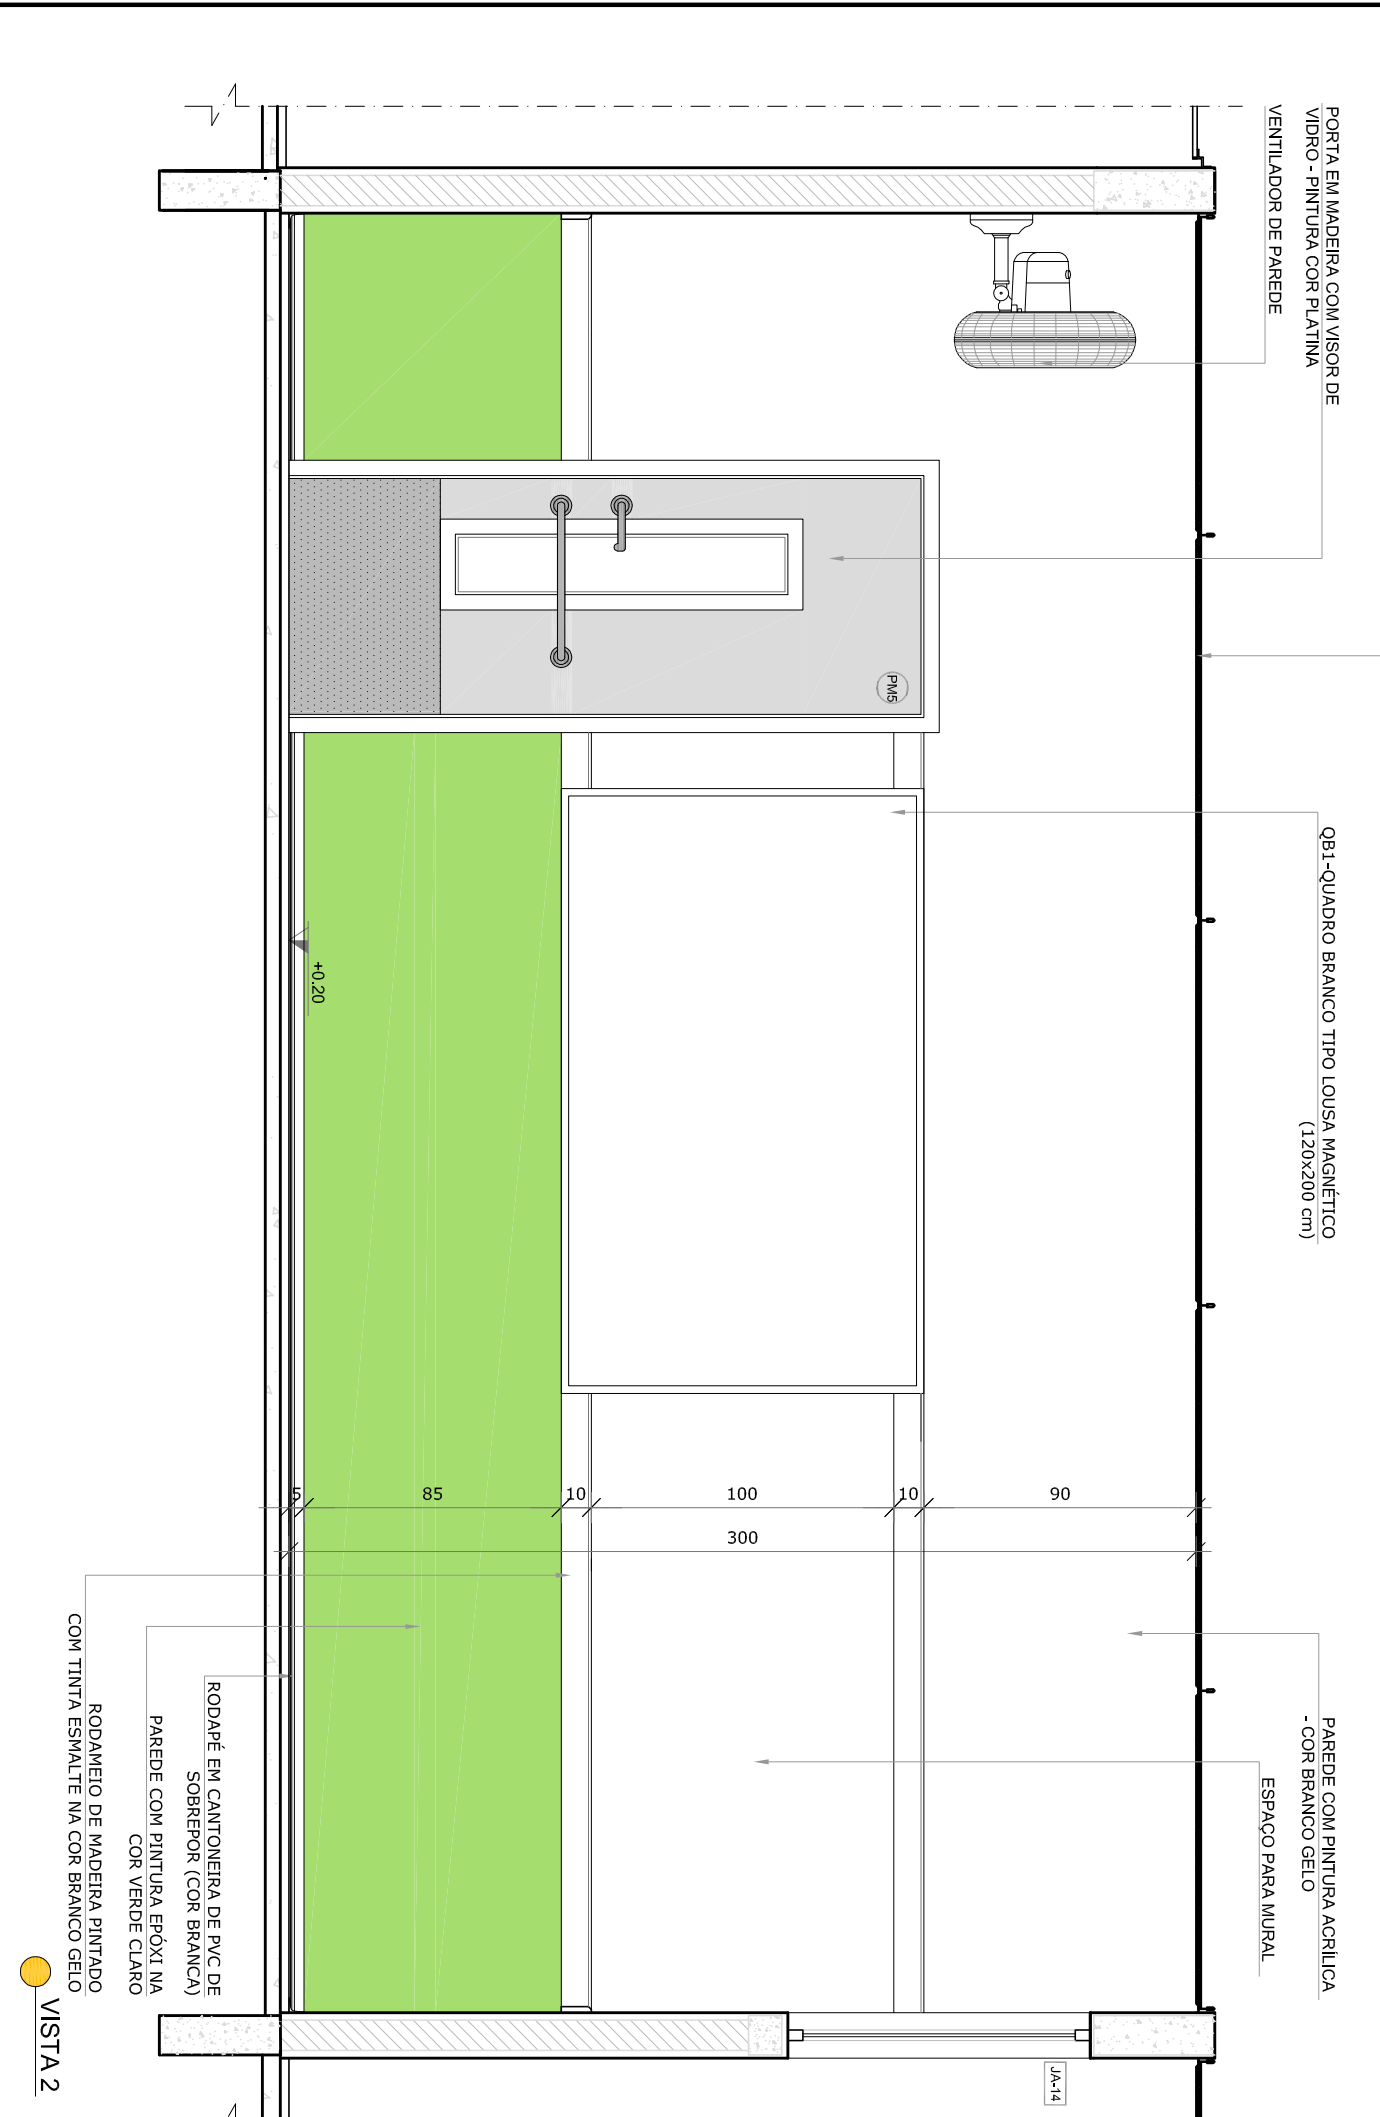 PORTA EM MADEIRA COM VISOR DE
VIDRO - PINTURA COR PLATINA
VENTILADOR DE PAREDE
QB1-QUADRO BRANCO TIPO LOUSA MAGNÉTICO
(120x200 cm)
PAREDE COM PINTURA ACRÍLICA
- COR BRANCO GELO
ESPAÇO PARA MURAL
PM5
JA-14
90
10
100
10
85
5
300
+0.20
RODAPÉ EM CANTONEIRA DE PVC DE
SOBREPOR (COR BRANCA)
PAREDE COM PINTURA EPÓXI NA
COR VERDE CLARO
RODAMEIO DE MADEIRA PINTADO
COM TINTA ESMALTE NA COR BRANCO GELO
VISTA 2